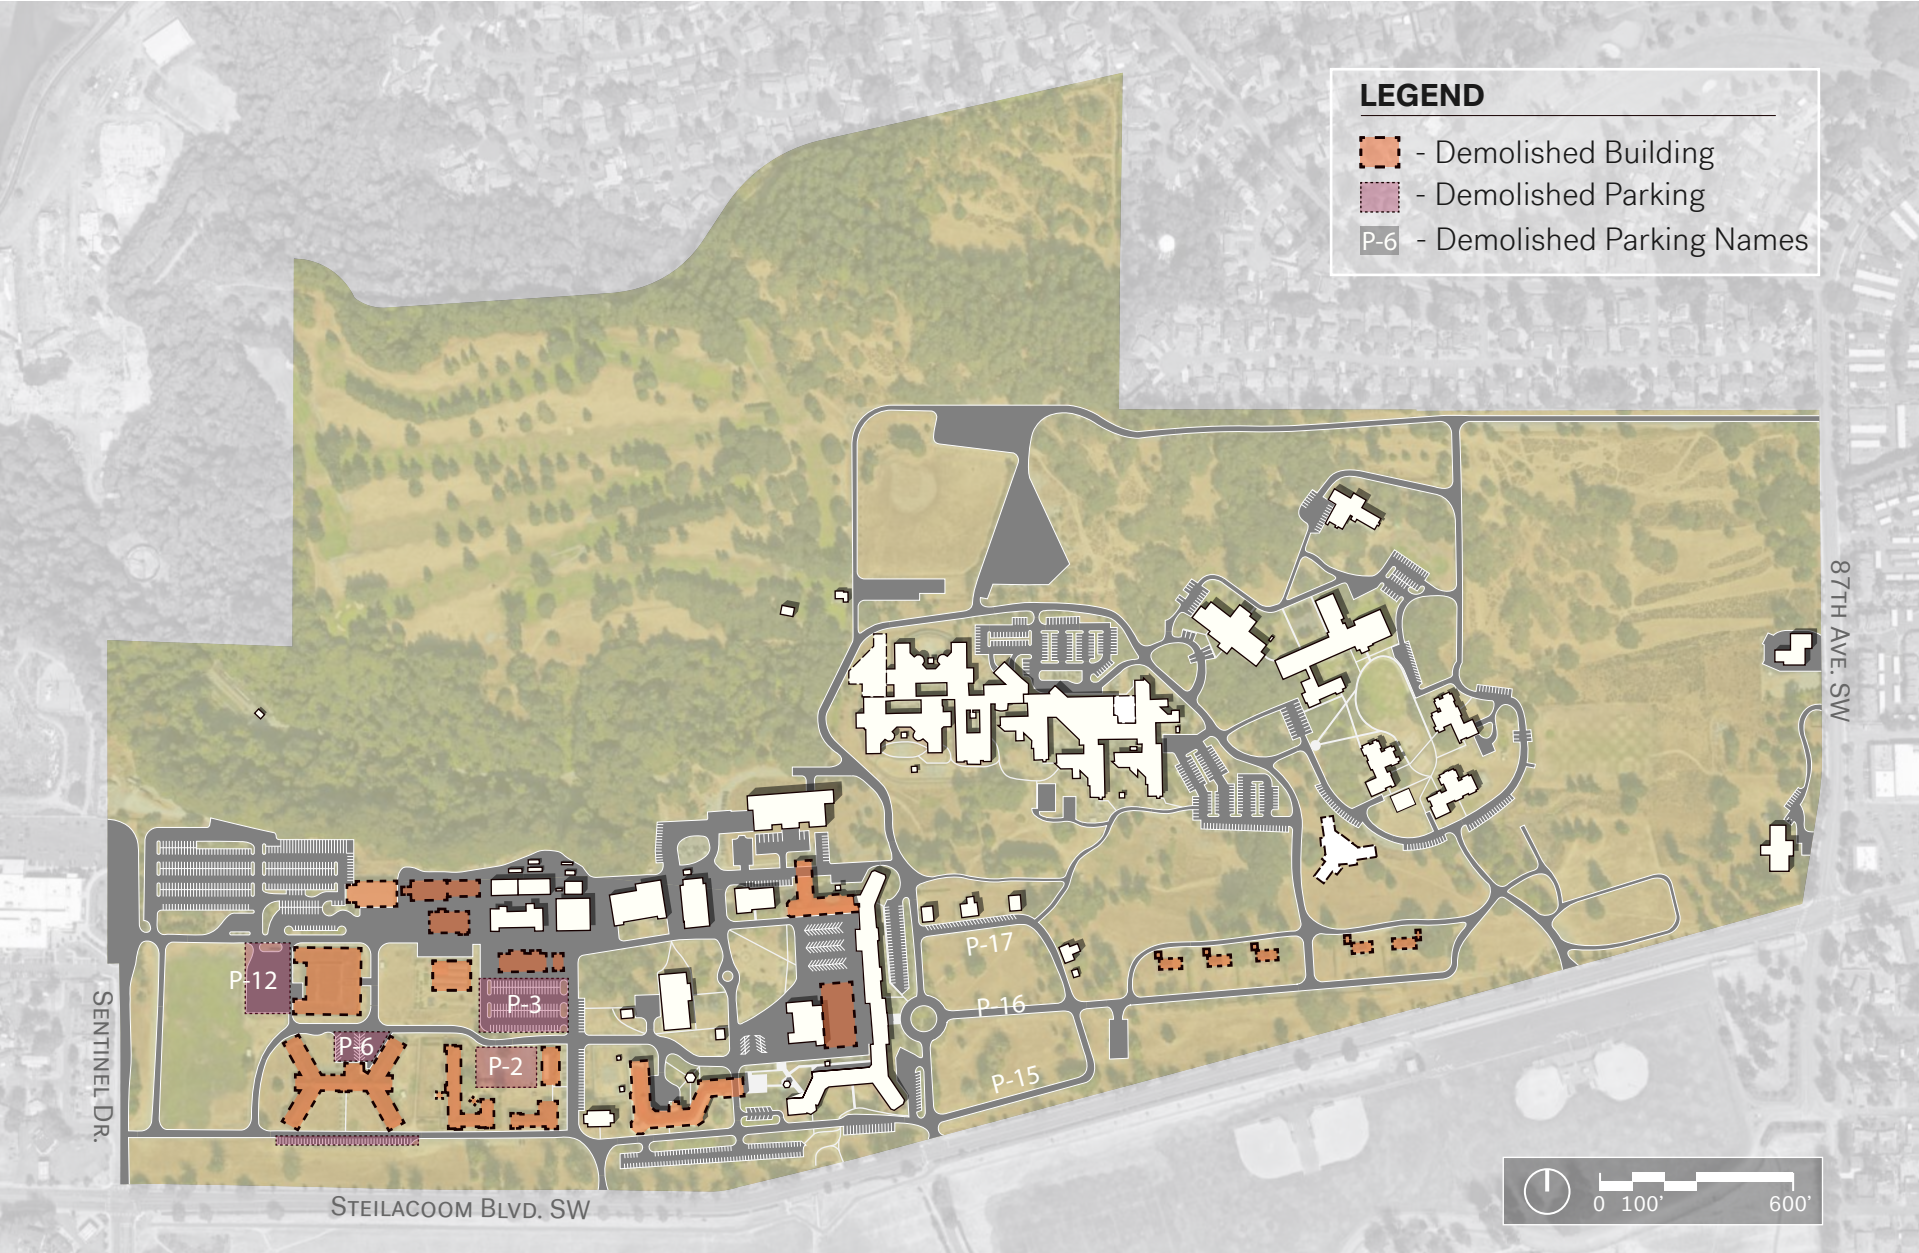 LEGEND
- Demolished Building
- Demolished Parking
P-6 - Demolished Parking Names
87TH AVE. SW
P-17
P-12
P-3
P-16
P-6
P-2
P-15
SENTINEL DR.
STEILACOOM BLVD. SW
0 100' 600'